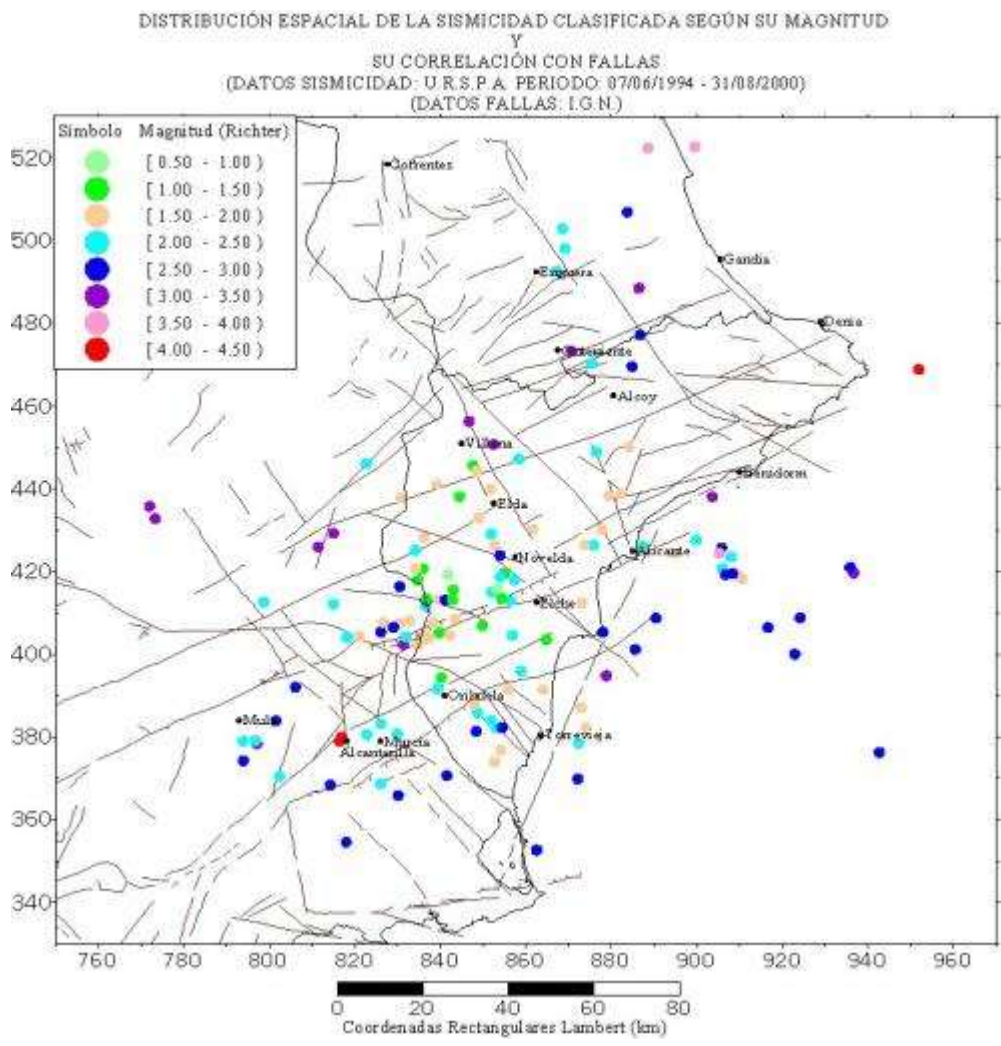 DISTRIBUCIÓN ESPACIAL DE LA SISMICIDAD CLASIFICADA SEGÚN SU MAGNITUD
Y
SU CORRELACIÓN CON FALLAS
(DATOS SISMICIDAD: U.R.S.P.A. PERIODO: 07/06/1994 - 31/08/2000)
(DATOS FALLAS: I.G.N.)
Símbolo Magnitud (Richter)
[ 0.50 - 1.00 )
[ 1.00 - 1.50 )
[ 1.50 - 2.00 )
[ 2.00 - 2.50 )
[ 2.50 - 3.00 )
[ 3.00 - 3.50 )
[ 3.50 - 4.00 )
[ 4.00 - 4.50 )
520
500
480
460
440
420
400
380
360
340
Cofrentes
Gandia
Enguera
Denia
Alcoy
Villena
Benidorm
Elda
Alicante
Novelda
Elche
Orihuela
Mula
Murcia
Torrevieja
Alcantarilla
760 780 800 820 840 860 880 900 920 940 960
0 20 40 60 80
Coordenadas Rectangulares Lambert (km)